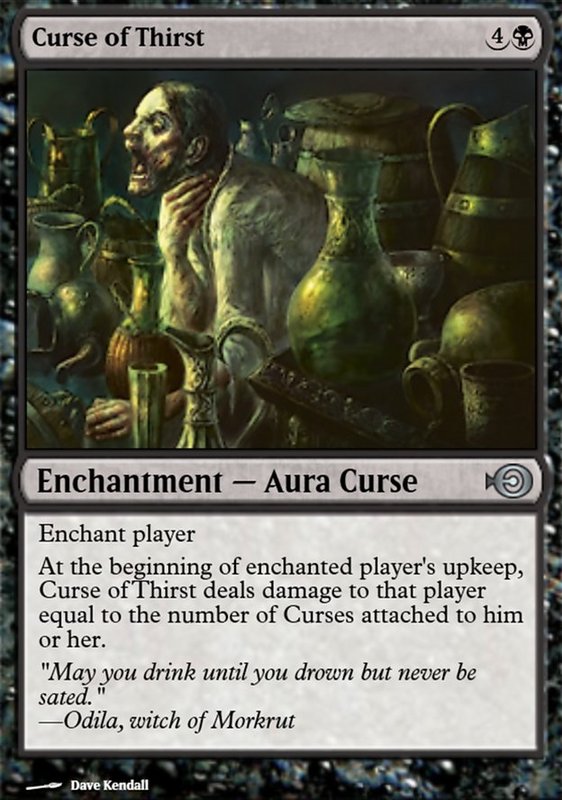 Curse of Thirst 4
Enchantment — Aura Curse
Enchant player
At the beginning of enchanted player's upkeep,
Curse of Thirst deals damage to that player
equal to the number of Curses attached to him
or her.
"May you drink until you drown but never be
sated."
—Odila, witch of Morkrut
Dave Kendall